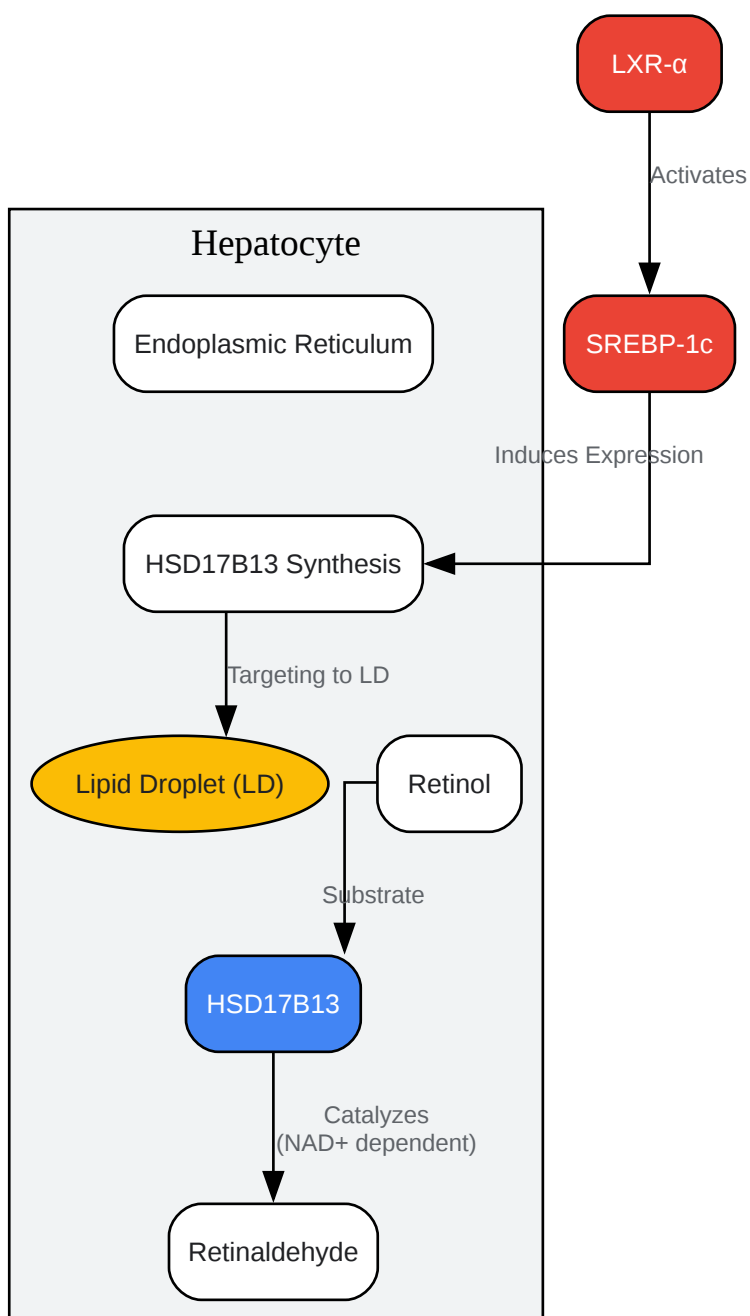 LXR-α
Activates
Hepatocyte
Endoplasmic Reticulum
SREBP-1c
Induces Expression
HSD17B13 Synthesis
Targeting to LD
Lipid Droplet (LD)
Retinol
Substrate
HSD17B13
Catalyzes
(NAD+ dependent)
Retinaldehyde